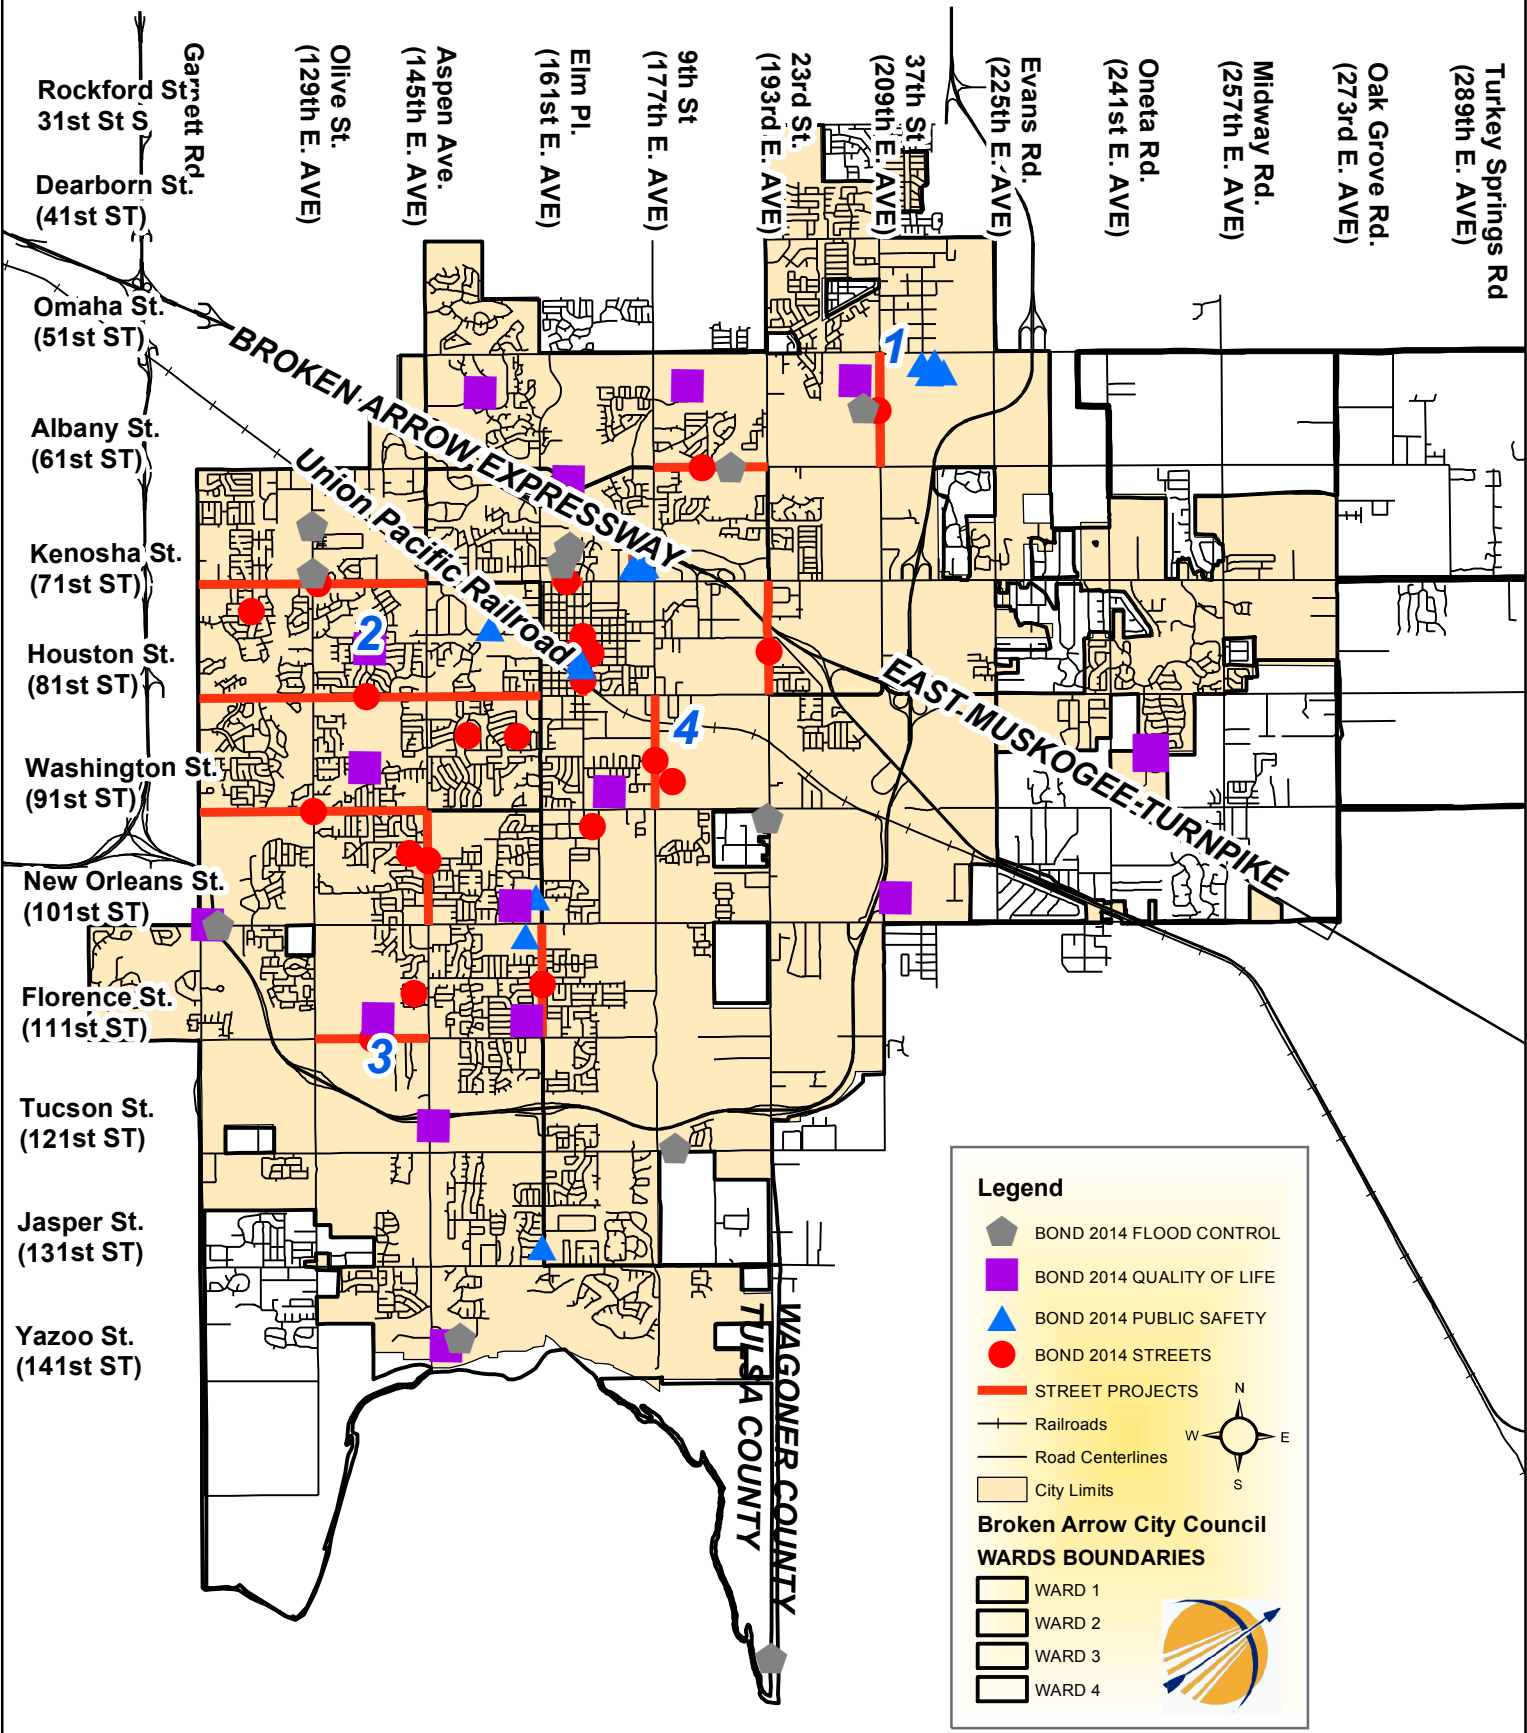 Garnett Rd
Olive St.
(129th E. AVE)
Aspen Ave.
(145th E. AVE)
Elm Pl.
(161st E. AVE)
9th St
(177th E. AVE)
23rd St.
(193rd E. AVE)
37th St.
(209th E. AVE)
Evans Rd.
(225th E. AVE)
Oneta Rd.
(241st E. AVE)
Midway Rd.
(257th E. AVE)
Oak Grove Rd.
(273rd E. AVE)
Turkey Springs Rd
(289th E. AVE)
Rockford St.
31st St S
Dearborn St.
(41st ST)
Omaha St.
(51st ST)
Albany St.
(61st ST)
Kenosha St.
(71st ST)
Houston St.
(81st ST)
Washington St.
(91st ST)
New Orleans St.
(101st ST)
Florence St.
(111st ST)
Tucson St.
(121st ST)
Jasper St.
(131st ST)
Yazoo St.
(141st ST)
BROKEN ARROW EXPRESSWAY
Union Pacific Railroad
EAST MUSKOGEE TURNPIKE
1
2
4
3
WAGONER COUNTY
TULSA COUNTY
Legend
BOND 2014 FLOOD CONTROL
BOND 2014 QUALITY OF LIFE
BOND 2014 PUBLIC SAFETY
BOND 2014 STREETS
STREET PROJECTS
Railroads
Road Centerlines
City Limits
N
W
E
S
Broken Arrow City Council
WARDS BOUNDARIES
WARD 1
WARD 2
WARD 3
WARD 4